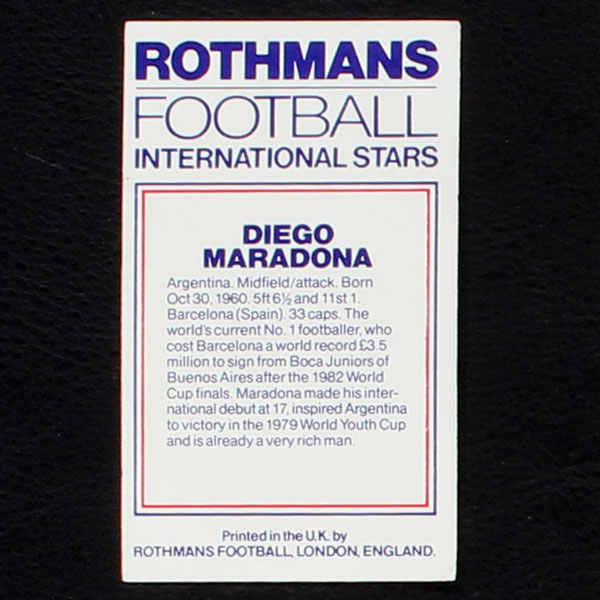 ROTHMANS
FOOTBALL
INTERNATIONAL STARS
DIEGO
MARADONA
Argentina. Midfield/attack. Born
Oct 30, 1960. 5ft 6½ and 11st 1.
Barcelona (Spain). 33 caps. The
world's current No. 1 footballer, who
cost Barcelona a world record £3.5
million to sign from Boca Juniors of
Buenos Aires after the 1982 World
Cup finals. Maradona made his inter-
national debut at 17, inspired Argentina
to victory in the 1979 World Youth Cup
and is already a very rich man.
Printed in the U.K. by
ROTHMANS FOOTBALL, LONDON, ENGLAND.